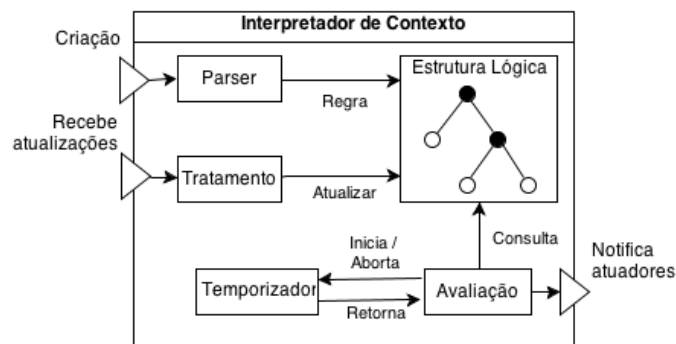 Interpretador de Contexto
Criação
Parser
Regra
Estrutura Lógica
Recebe
atualizações
Tratamento
Atualizar
Inicia /
Aborta
Consulta
Notifica
atuadores
Temporizador
Retorna
Avaliação